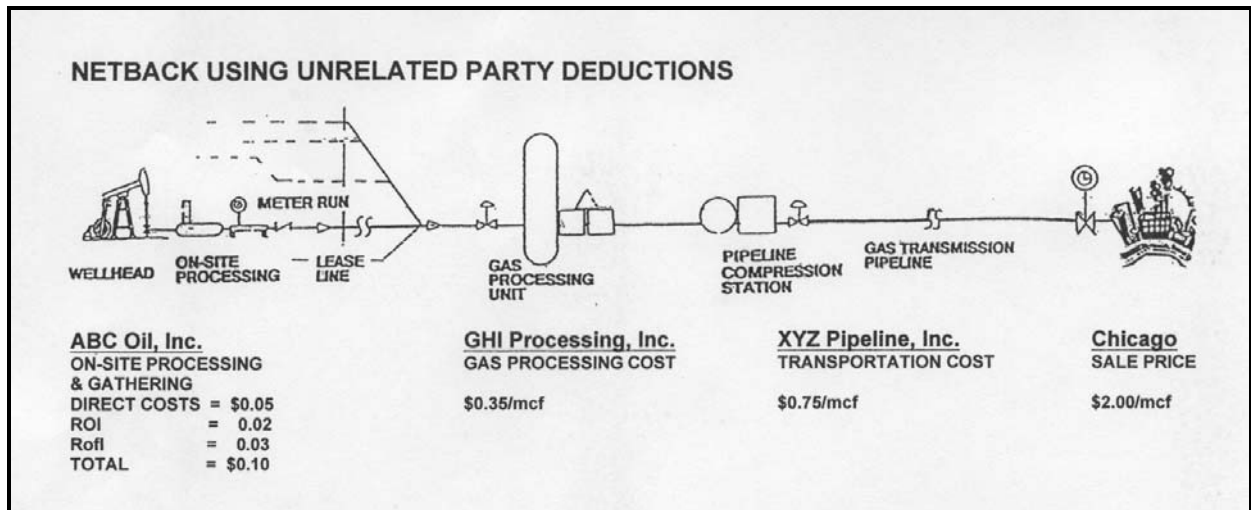 NETBACK USING UNRELATED PARTY DEDUCTIONS
METER RUN
WELLHEAD
ON-SITE
PROCESSING
LEASE
LINE
GAS
PROCESSING
UNIT
PIPELINE
COMPRESSION
STATION
GAS TRANSMISSION
PIPELINE
ABC Oil, Inc.
ON-SITE PROCESSING
& GATHERING
DIRECT COSTS = $0.05
ROI = 0.02
RofI = 0.03
TOTAL = $0.10
GHI Processing, Inc.
GAS PROCESSING COST
$0.35/mcf
XYZ Pipeline, Inc.
TRANSPORTATION COST
$0.75/mcf
Chicago
SALE PRICE
$2.00/mcf